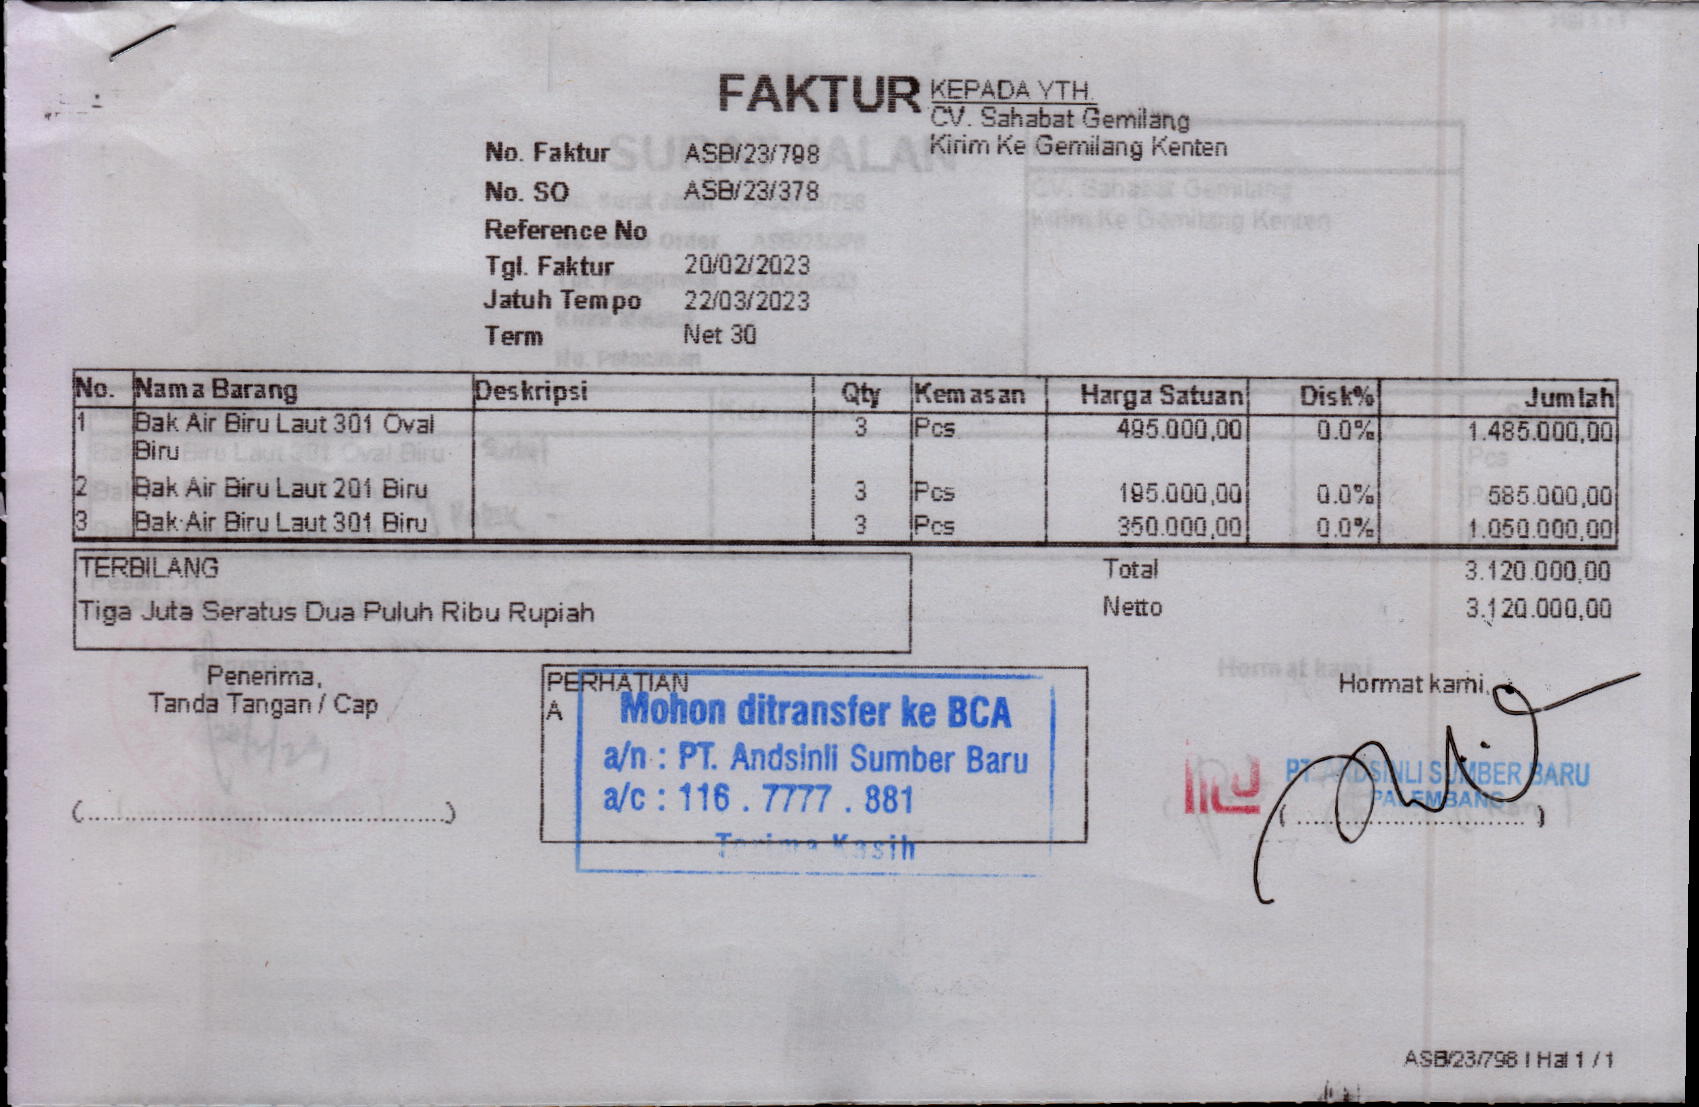 FAKTUR
KEPADA YTH.
CV. Sahabat Gemilang
Kirim Ke Gemilang Kenten
No. Faktur ASB/23/798
No. SO ASB/23/378
Reference No
Tgl. Faktur 20/02/2023
Jatuh Tempo 22/03/2023
Term Net 30
No. Nama Barang Deskripsi Qty Kemasan Harga Satuan Disk% Jumlah
1 Bak Air Biru Laut 301 Oval Biru 3 Pcs 495.000,00 0.0% 1.485.000,00
2 Bak Air Biru Laut 201 Biru 3 Pcs 195.000,00 0.0% 585.000,00
3 Bak Air Biru Laut 301 Biru 3 Pcs 350.000,00 0.0% 1.050.000,00
TERBILANG
Tiga Juta Seratus Dua Puluh Ribu Rupiah
Total 3.120.000,00
Netto 3.120.000,00
Penerima,
Tanda Tangan / Cap
PERHATIAN
A
Mohon ditransfer ke BCA
a/n : PT. Andsinli Sumber Baru
a/c : 116 . 7777 . 881
Terima Kasih
Hormat kami,
PT. ANDSINLI SUMBER BARU
PALEMBANG
ASB/23/798 | Hal 1 / 1